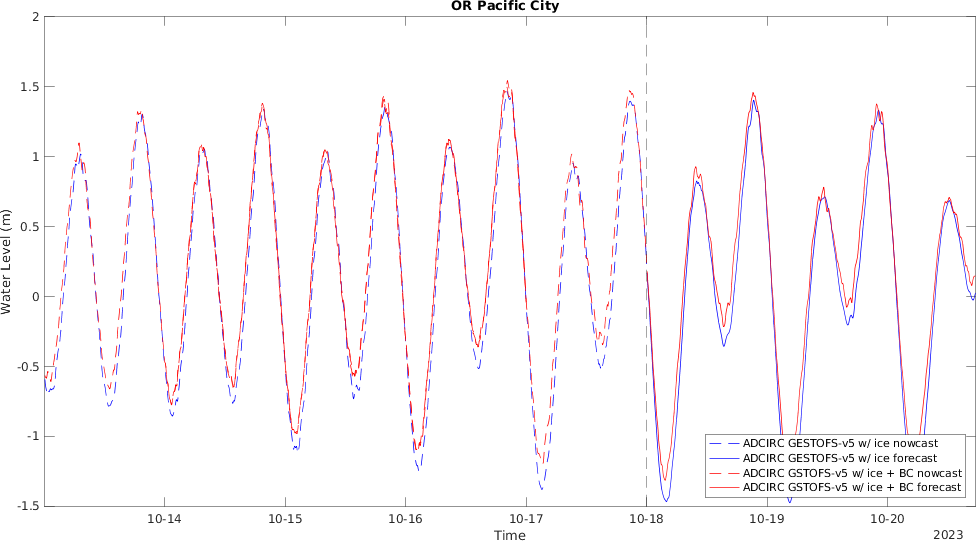 OR Pacific City
2
1.5
1
0.5
0
-0.5
-1
-1.5
Water Level (m)
ADCIRC GESTOFS-v5 w/ ice nowcast
ADCIRC GESTOFS-v5 w/ ice forecast
ADCIRC GSTOFS-v5 w/ ice + BC nowcast
ADCIRC GSTOFS-v5 w/ ice + BC forecast
10-14 10-15 10-16 10-17 10-18 10-19 10-20
Time
2023